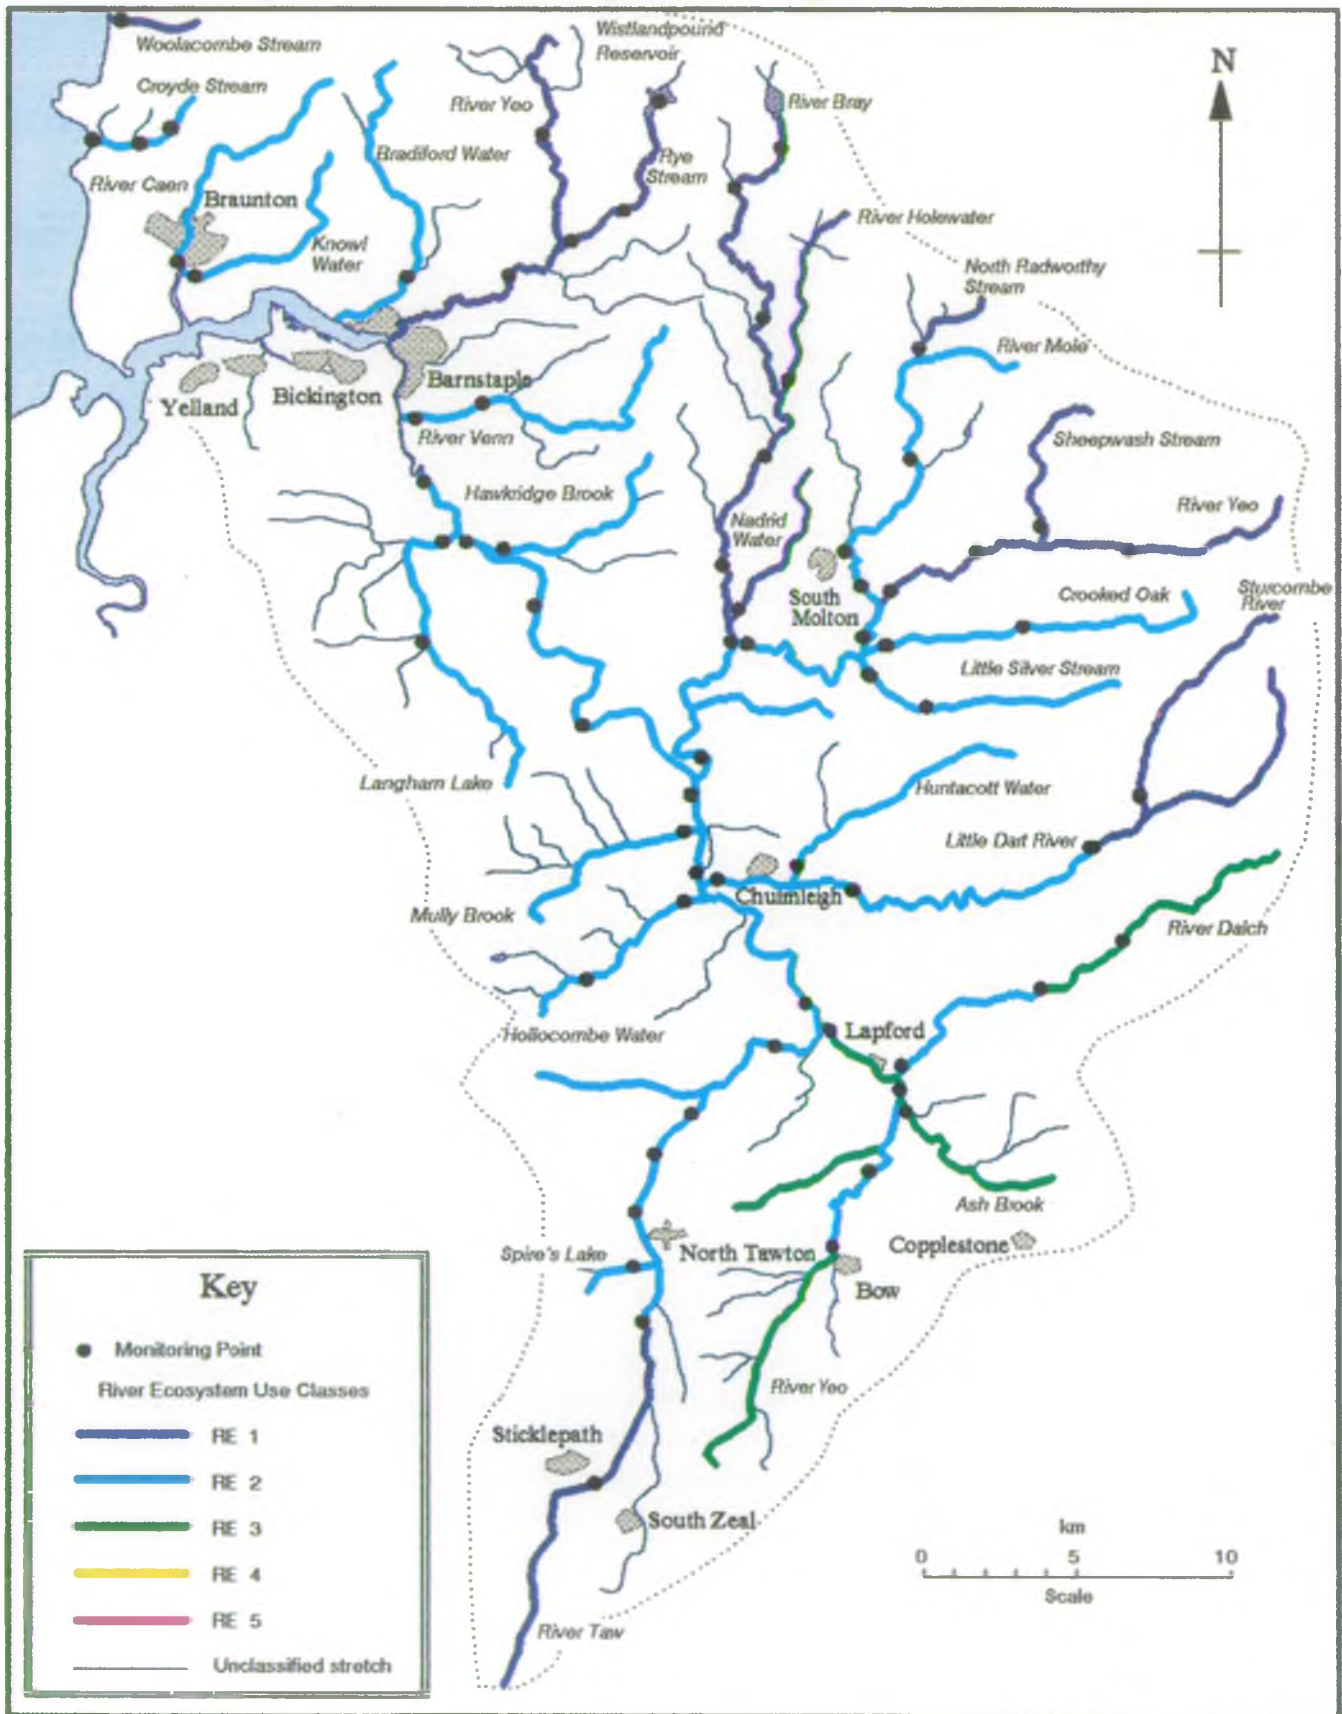 Woolacombe Stream
Wistlandpound
Reservoir
N
Croyde Stream
River Yeo
River Bray
Bradiford Water
Rye
Stream
River Caen
Braunton
River Holewater
Knowl
Water
North Radworthy
Stream
River Mole
Barnstaple
Bickington
Yelland
River Venn
Sheepwash Stream
Hawkridge Brook
River Yeo
Nadrid
Water
South
Molton
Crooked Oak
Sturcombe
River
Little Silver Stream
Langham Lake
Huntacott Water
Little Dart River
Chulmleigh
Mully Brook
River Dalch
Hollocombe Water
Lapford
Ash Brook
Spire's Lake
North Tawton
Copplestone
Bow
River Yeo
Sticklepath
South Zeal
River Taw
Key
Monitoring Point
River Ecosystem Use Classes
RE 1
RE 2
RE 3
RE 4
RE 5
Unclassified stretch
km
0 5 10
Scale